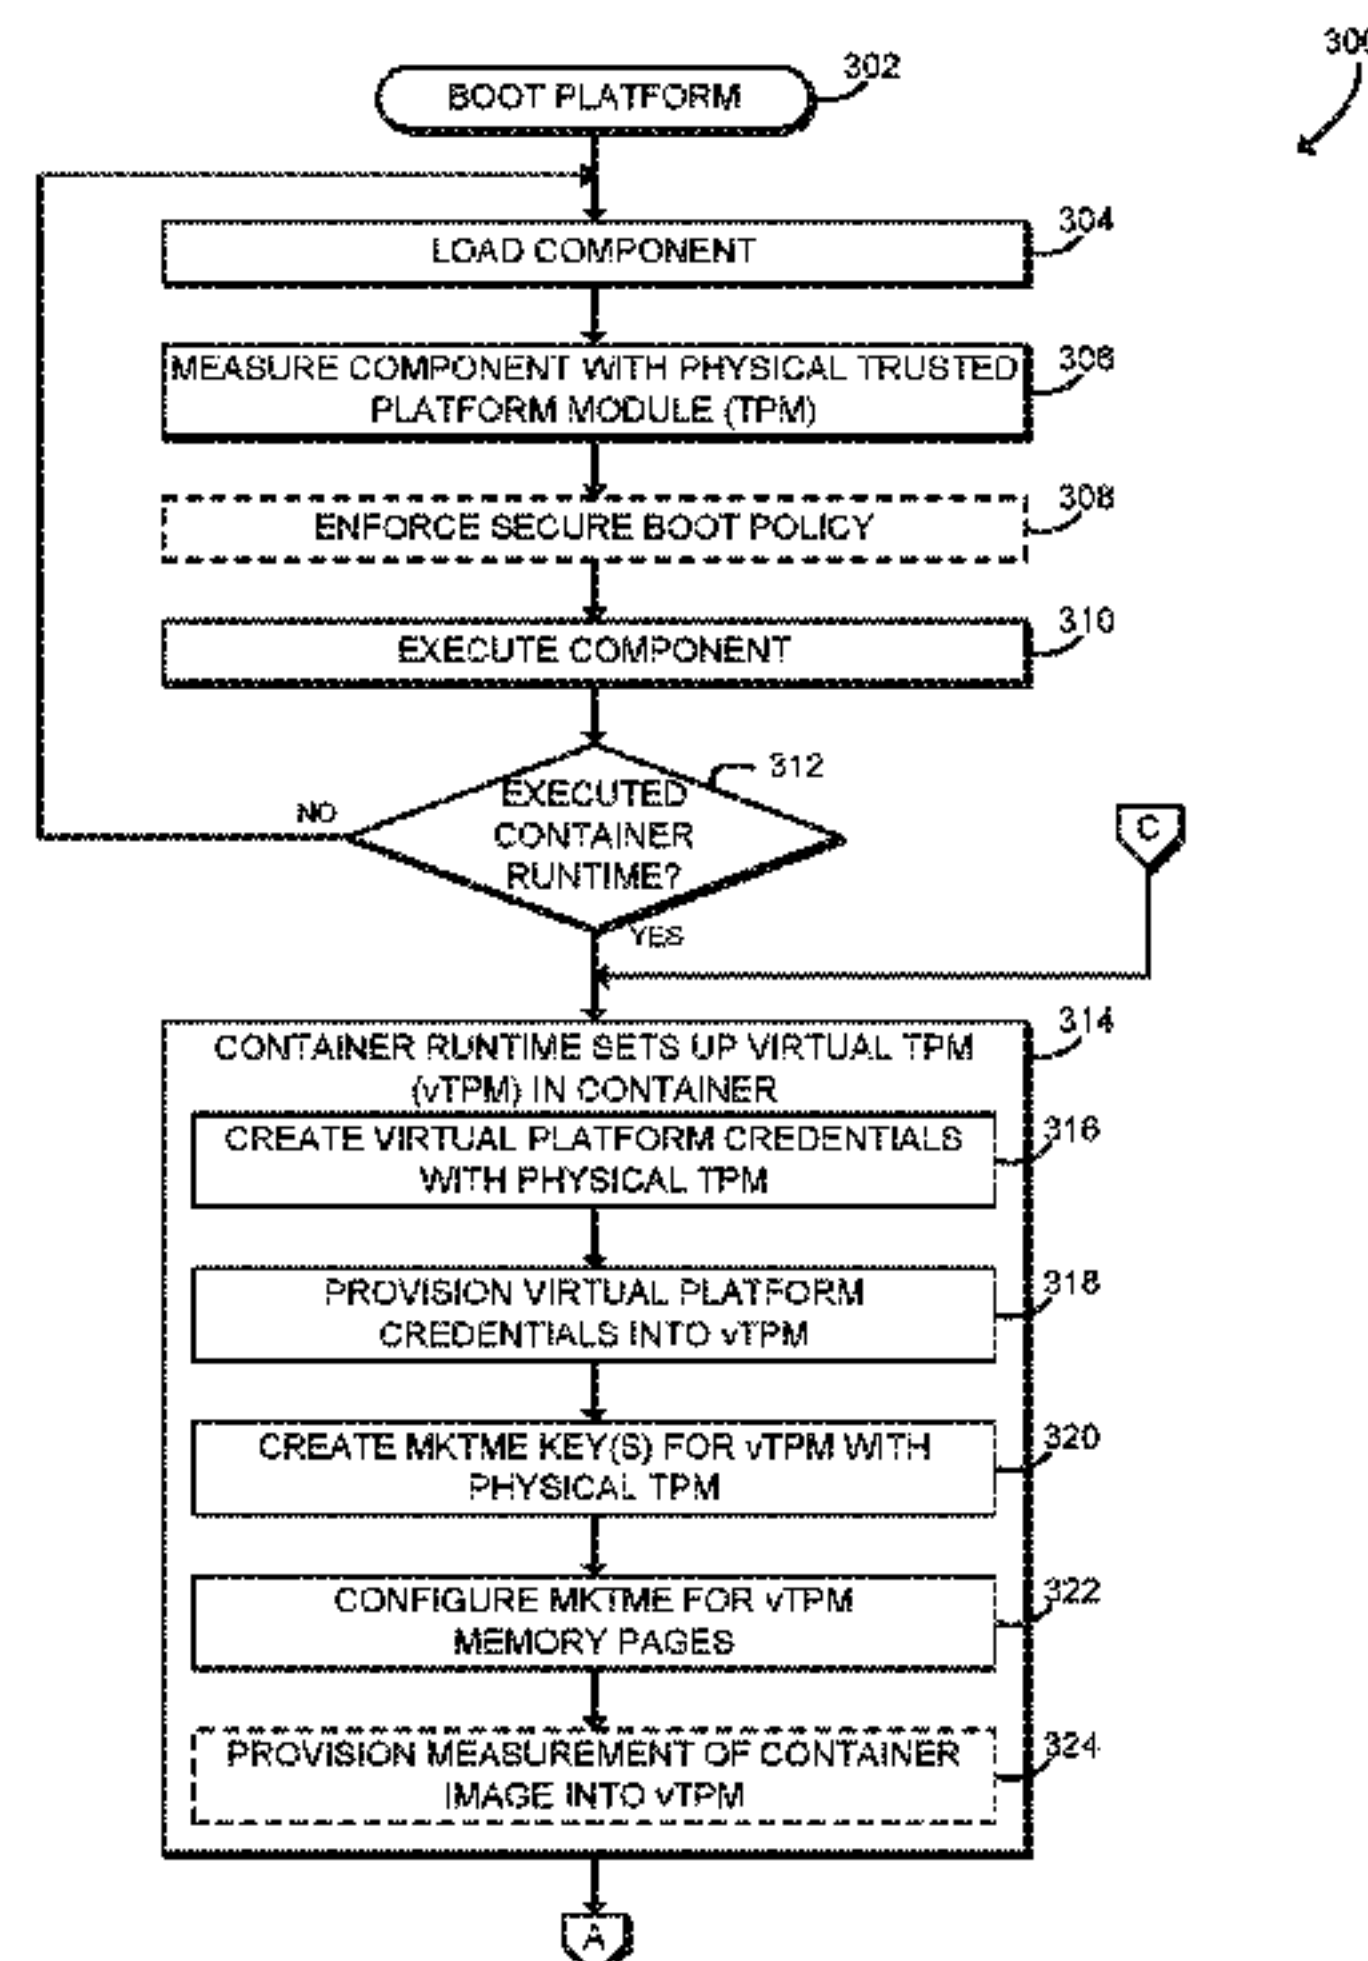 300
302
BOOT PLATFORM
304
LOAD COMPONENT
306
MEASURE COMPONENT WITH PHYSICAL TRUSTED
PLATFORM MODULE (TPM)
308
ENFORCE SECURE BOOT POLICY
310
EXECUTE COMPONENT
312
EXECUTED
CONTAINER
RUNTIME?
NO
YES
C
314
CONTAINER RUNTIME SETS UP VIRTUAL TPM
(vTPM) IN CONTAINER
316
CREATE VIRTUAL PLATFORM CREDENTIALS
WITH PHYSICAL TPM
318
PROVISION VIRTUAL PLATFORM
CREDENTIALS INTO vTPM
320
CREATE MKTME KEY(S) FOR vTPM WITH
PHYSICAL TPM
322
CONFIGURE MKTME FOR vTPM
MEMORY PAGES
324
PROVISION MEASUREMENT OF CONTAINER
IMAGE INTO vTPM
A